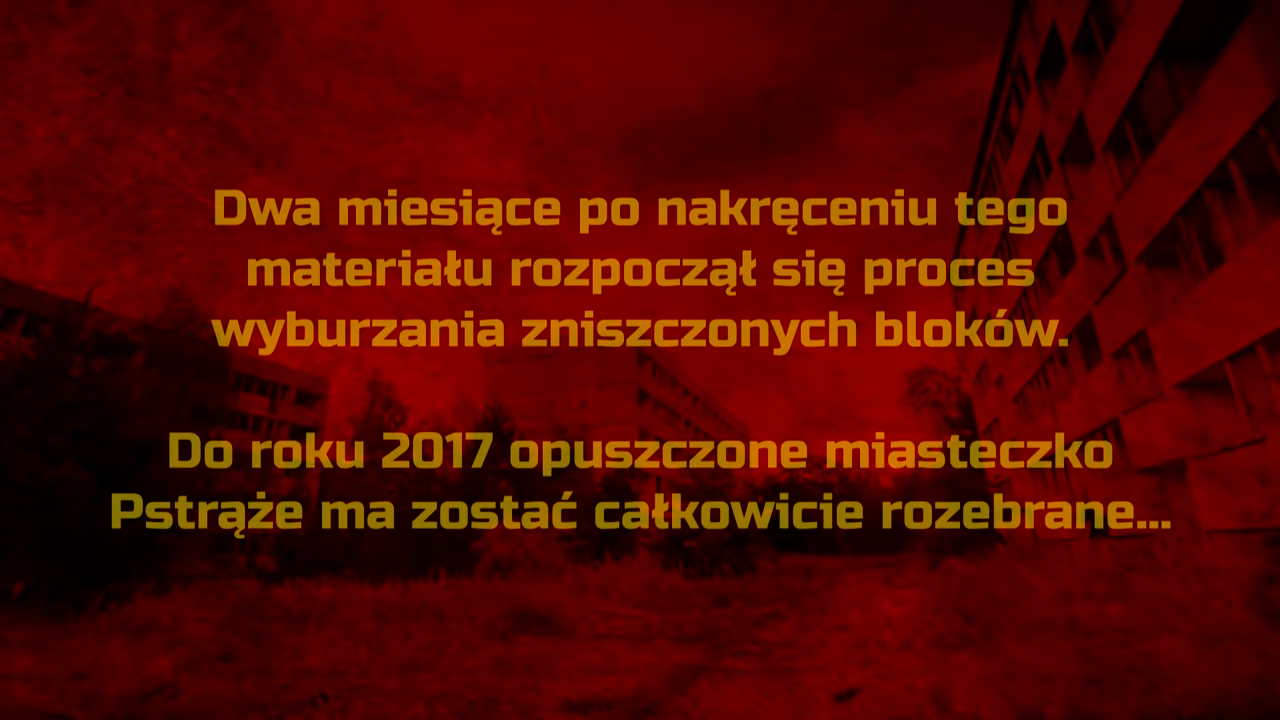 Dwa miesiące po nakręceniu tego
materiału rozpoczął się proces
wyburzania zniszczonych bloków.
Do roku 2017 opuszczone miasteczko
Pstrąże ma zostać całkowicie rozebrane...